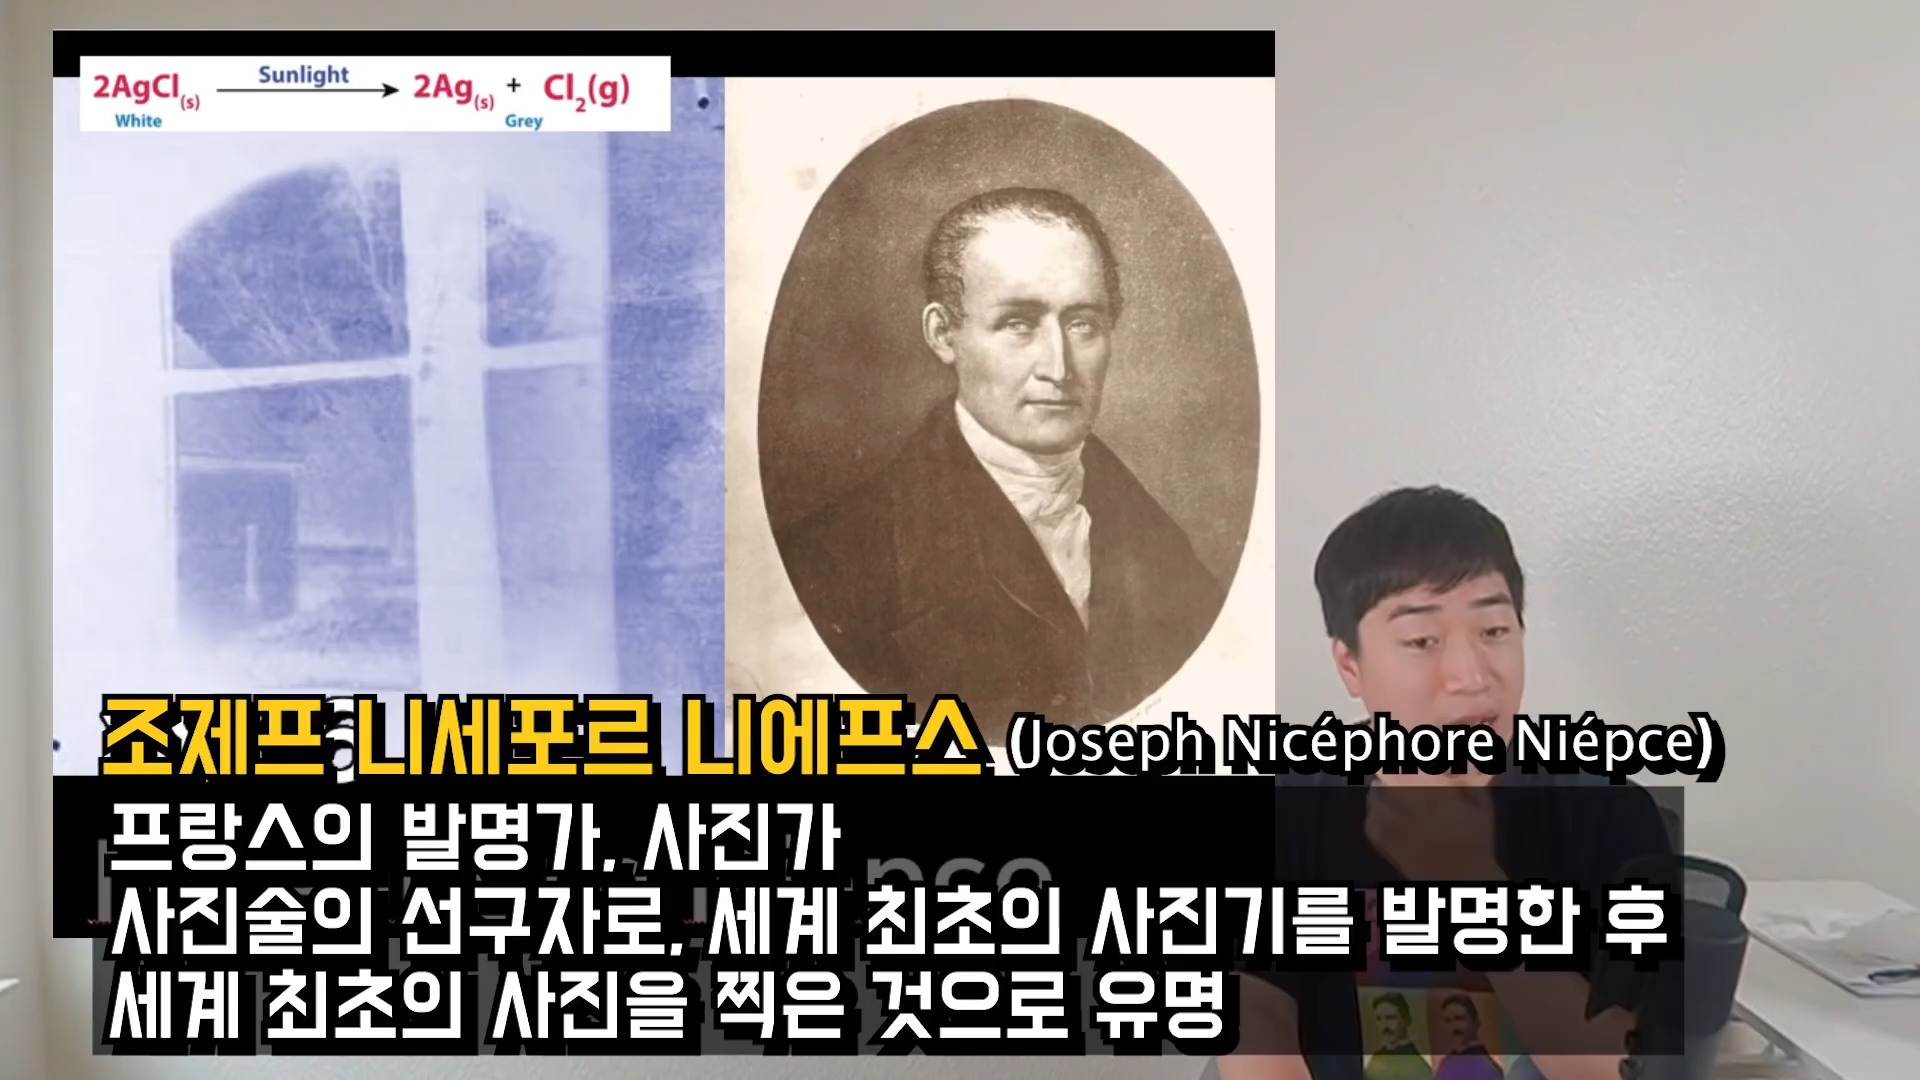 2AgCl(s) Sunlight 2Ag(s) + Cl2(g)
White Grey
조제프 니세포르 니에프스 (Joseph Nicéphore Niépce)
프랑스의 발명가, 사진가
사진술의 선구자로, 세계 최초의 사진기를 발명한 후
세계 최초의 사진을 찍은 것으로 유명